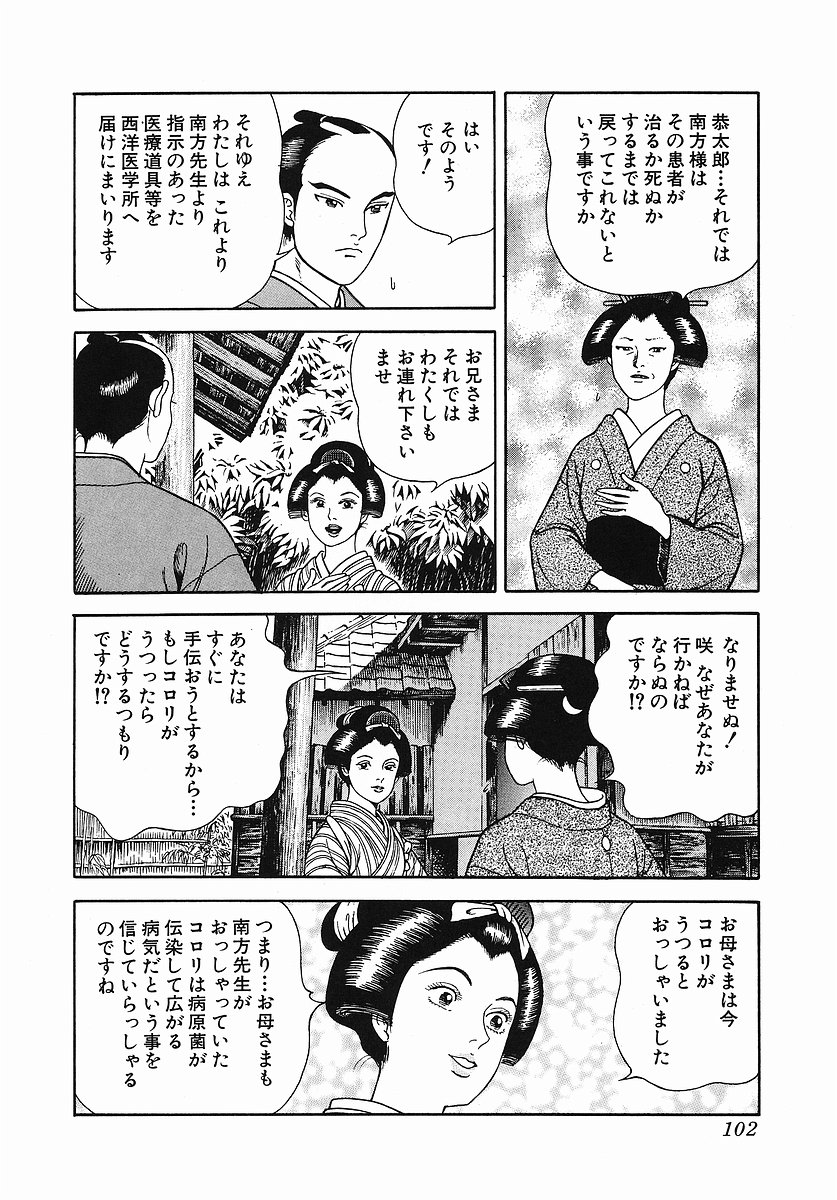 恭太郎…それでは
南方様は
その患者が
治るか死ぬか
するまでは
戻ってこれないと
いう事ですか
はい
そのよう
です！
それゆえ
わたしは これより
南方先生より
指示のあった
医療道具等を
西洋医学所へ
届けにまいります
お兄さま
それでは
わたくしも
お連れ下さい
ませ
なりませぬ！
咲 なぜあなたが
行かねば
ならぬの
ですか!?
あなたは
すぐに
手伝おうとするから…
もしコロリが
うつったら
どうするつもり
ですか!?
お母さまは今
コロリが
うつると
おっしゃいました
つまり…お母さまも
南方先生が
おっしゃっていた
コロリは病原菌が
伝染して広がる
病気だという事を
信じていらっしゃる
のですね
102